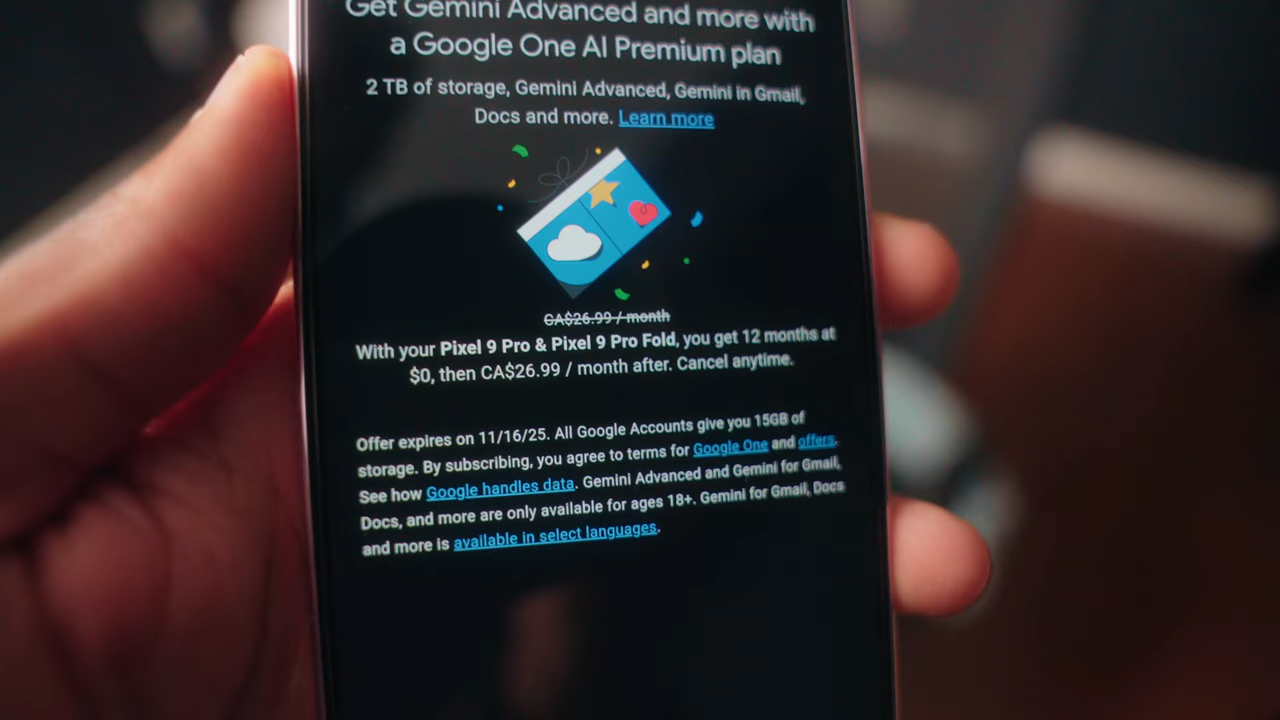 Get Gemini Advanced and more with
a Google One AI Premium plan
2 TB of storage, Gemini Advanced, Gemini in Gmail,
Docs and more. Learn more
CA$26.99 / month
With your Pixel 9 Pro & Pixel 9 Pro Fold, you get 12 months at
$0, then CA$26.99 / month after. Cancel anytime.
Offer expires on 11/16/25. All Google Accounts give you 15GB of
storage. By subscribing, you agree to terms for Google One and offers.
See how Google handles data. Gemini Advanced and Gemini for Gmail,
Docs, and more are only available for ages 18+. Gemini for Gmail, Docs
and more is available in select languages.